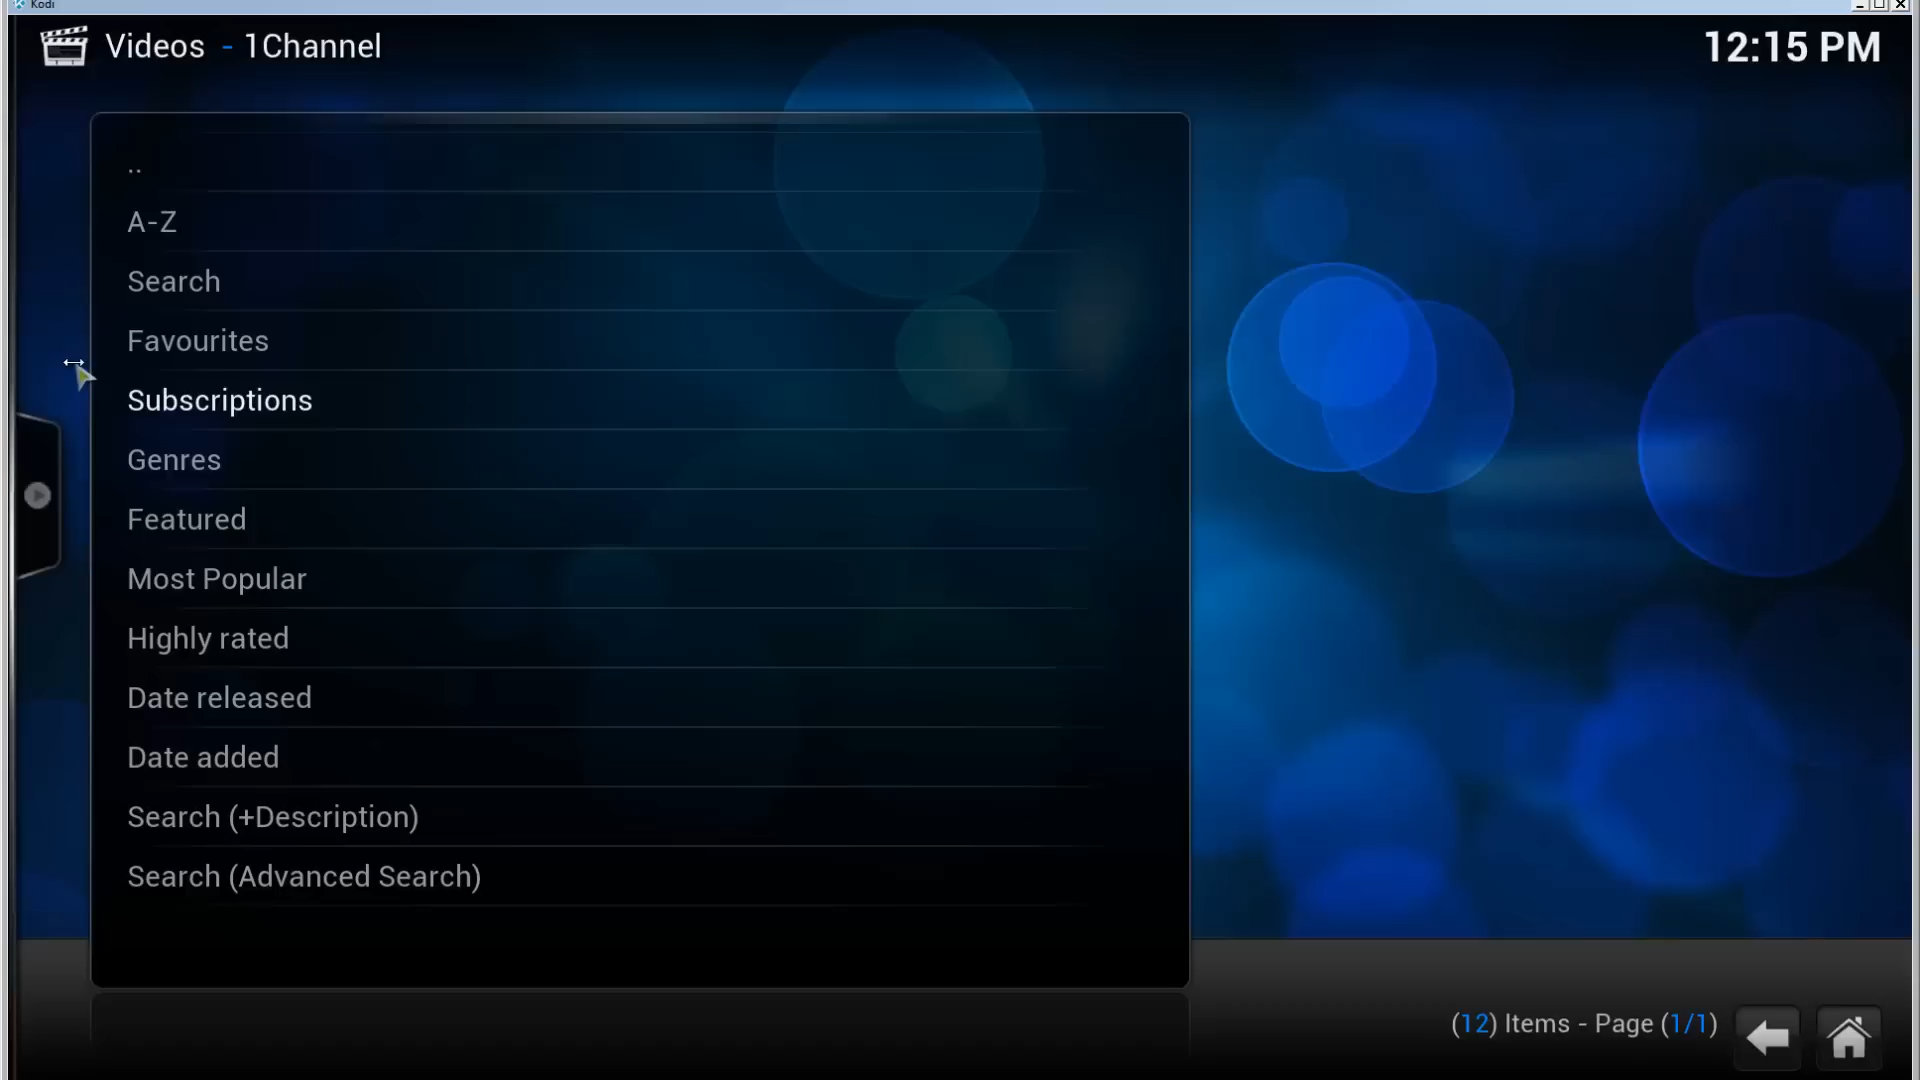 Kodi
Videos - 1Channel
12:15 PM
..
A-Z
Search
Favourites
Subscriptions
Genres
Featured
Most Popular
Highly rated
Date released
Date added
Search (+Description)
Search (Advanced Search)
(12) Items - Page (1/1)